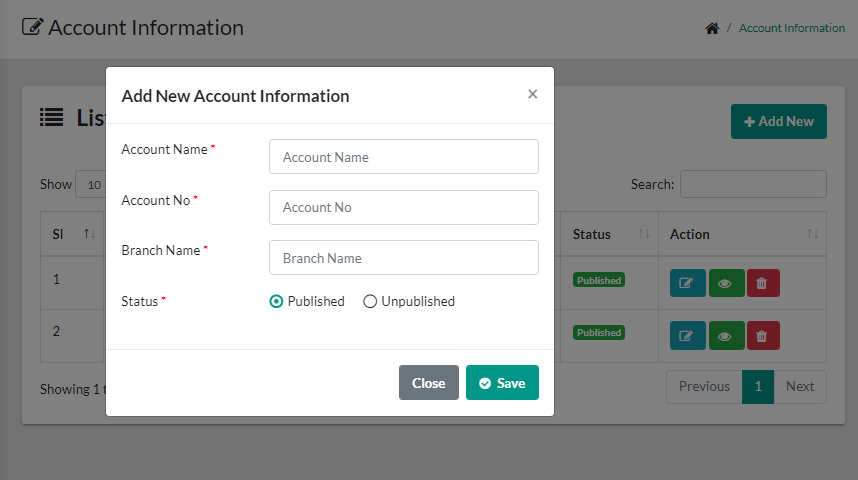 Account Information
/ Account Information
Add New Account Information ×
List
+ Add New
Account Name * Account Name
Show 10
Search:
Account No * Account No
Sl Status Action
Branch Name * Branch Name
1 Published
Status * Published Unpublished
2 Published
Close Save
Showing 1
Previous 1 Next